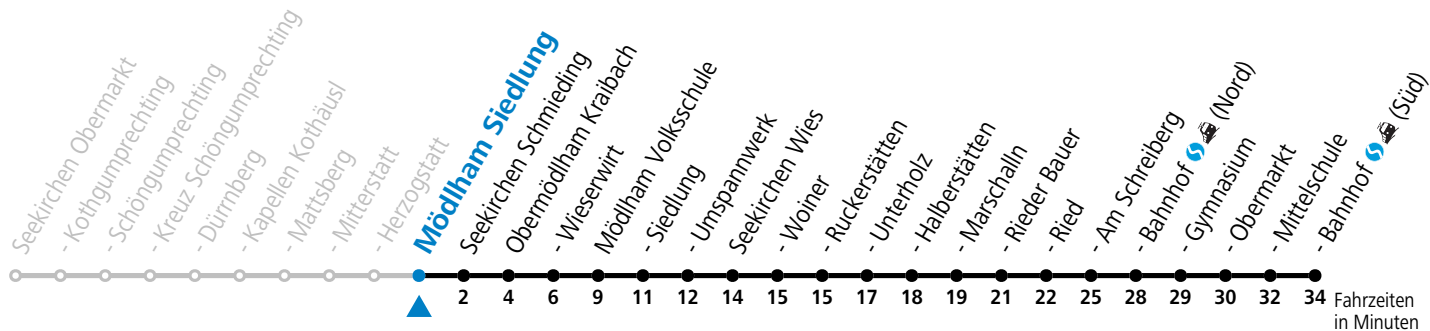 Seekirchen Obermarkt
- Kothgumprechting
- Schöngumprechting
- Kreuz Schöngumprechting
- Dürrnberg
- Kapellen Kothäusl
- Mattsberg
- Mitterstatt
- Herzogstatt
Mödlham Siedlung
Seekirchen Schmieding
Obermödlham Kraibach
- Wieserwirt
Mödlham Volksschule
- Siedlung
- Umspannwerk
Seekirchen Wies
- Woiner
- Ruckerstätten
- Unterholz
- Halberstätten
- Marschalln
- Rieder Bauer
- Ried
- Am Schreiberg
- Bahnhof (Nord)
- Gymnasium
- Obermarkt
- Mittelschule
- Bahnhof (Süd)
2 4 6 9 11 12 14 15 15 17 18 19 21 22 25 28 29 30 32 34 Fahrzeiten
in Minuten